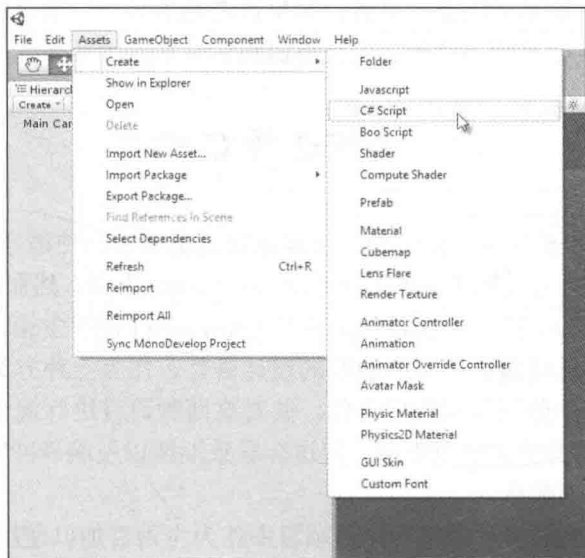 File Edit Assets GameObject Component Window Help
Hierarc
Create
Main Car
Create
Show in Explorer
Open
Delete
Import New Asset...
Import Package
Export Package...
Find References In Scene
Select Dependencies
Refresh Ctrl+R
Reimport
Reimport All
Sync MonoDevelop Project
Folder
Javascript
C# Script
Boo Script
Shader
Compute Shader
Prefab
Material
Cubemap
Lens Flare
Render Texture
Animator Controller
Animation
Animator Override Controller
Avatar Mask
Physic Material
Physics2D Material
GUI Skin
Custom Font